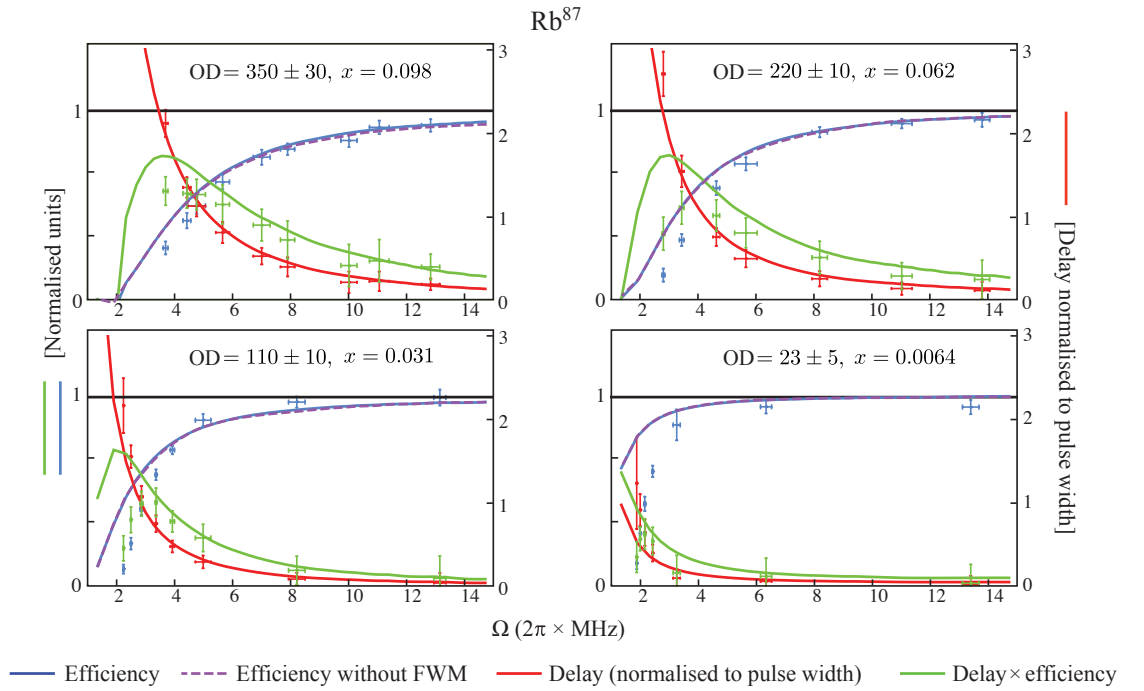 Rb⁸⁷
OD = 350 ± 30, x = 0.098
OD = 220 ± 10, x = 0.062
[Normalised units]
1
0
3
2
1
0
2 4 6 8 10 12 14
1
0
3
2
1
0
2 4 6 8 10 12 14
[Delay normalised to pulse width]
OD = 110 ± 10, x = 0.031
OD = 23 ± 5, x = 0.0064
1
0
3
2
1
0
2 4 6 8 10 12 14
1
0
3
2
1
0
2 4 6 8 10 12 14
Ω (2π × MHz)
Efficiency
Efficiency without FWM
Delay (normalised to pulse width)
Delay × efficiency